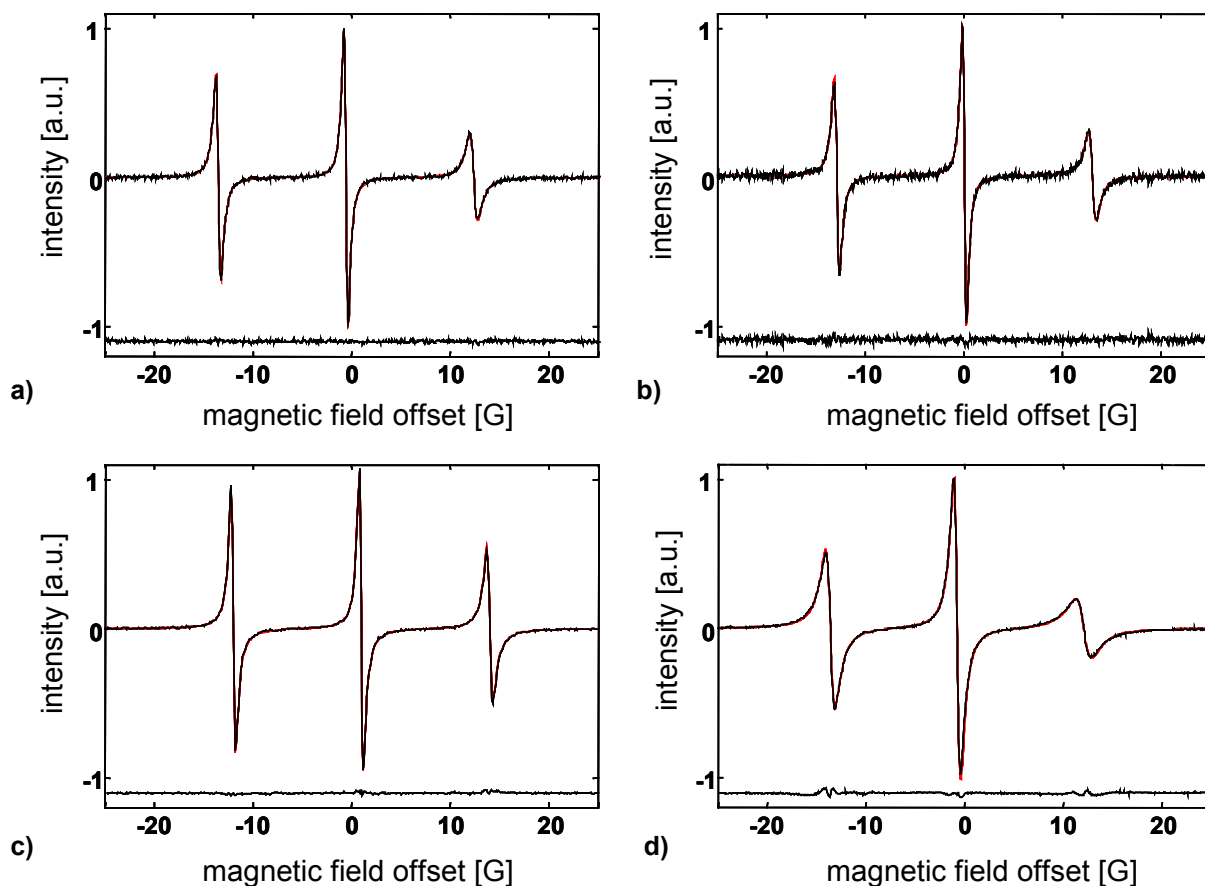 1
0
-1
intensity [a.u.]
-20 -10 0 10 20
magnetic field offset [G]
a)
1
0
-1
intensity [a.u.]
-20 -10 0 10 20
magnetic field offset [G]
b)
1
0
-1
intensity [a.u.]
-20 -10 0 10 20
magnetic field offset [G]
c)
1
0
-1
intensity [a.u.]
-20 -10 0 10 20
magnetic field offset [G]
d)